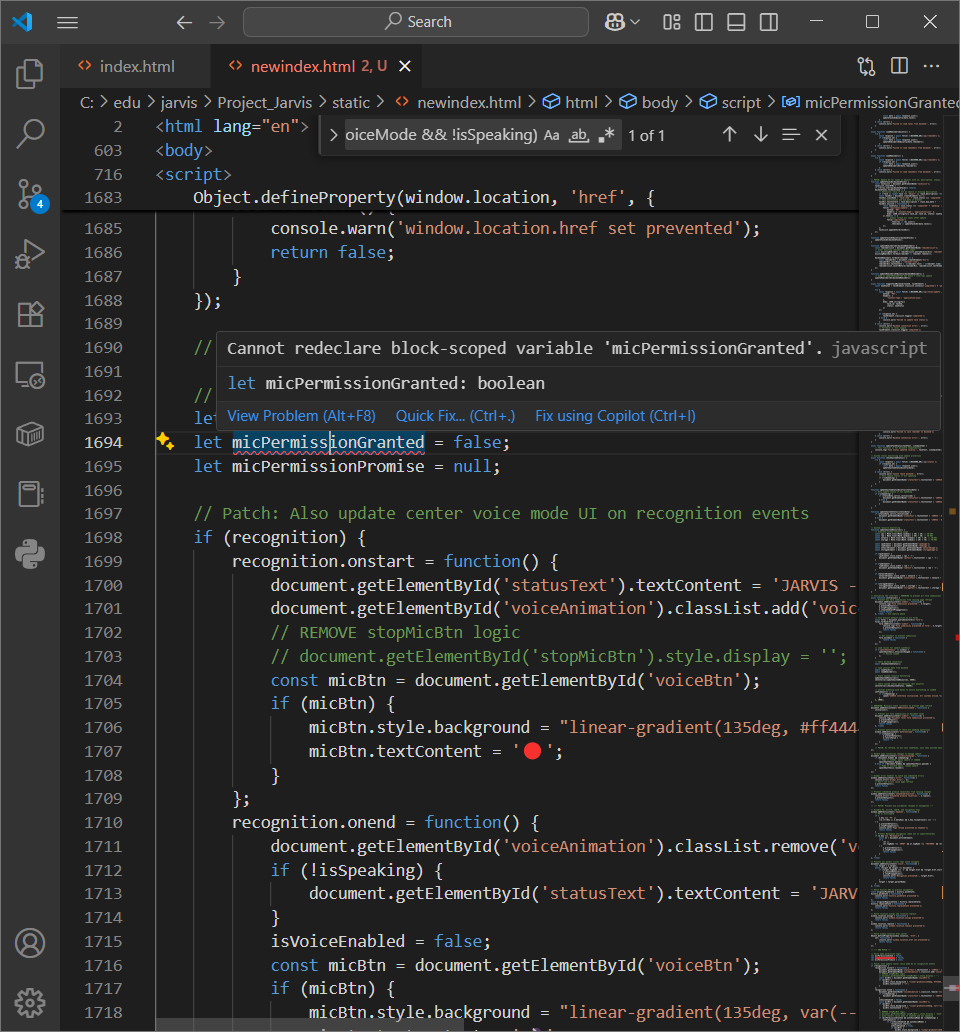 Search
index.html
newindex.html 2, U
C: > edu > jarvis > Project_Jarvis > static > newindex.html > html > body > script > micPermissionGrante
oiceMode && !isSpeaking) Aa ab .* 1 of 1
2 <html lang="en">
603 <body>
716 <script>
1683 Object.defineProperty(window.location, 'href', {
1685 console.warn('window.location.href set prevented');
4
1686 return false;
1687 }
1688 });
1689
1690 //
Cannot redeclare block-scoped variable 'micPermissionGranted'. javascript
1691
let micPermissionGranted: boolean
1692 //
View Problem (Alt+F8) Quick Fix... (Ctrl+.) Fix using Copilot (Ctrl+I)
1693 let
1694 let micPermissionGranted = false;
1695 let micPermissionPromise = null;
1696
1697 // Patch: Also update center voice mode UI on recognition events
1698 if (recognition) {
1699 recognition.onstart = function() {
1700 document.getElementById('statusText').textContent = 'JARVIS -
1701 document.getElementById('voiceAnimation').classList.add('voic
1702 // REMOVE stopMicBtn logic
1703 // document.getElementById('stopMicBtn').style.display = '';
1704 const micBtn = document.getElementById('voiceBtn');
1705 if (micBtn) {
1706 micBtn.style.background = "linear-gradient(135deg, #ff444
1707 micBtn.textContent = '🔴';
1708 }
1709 };
1710 recognition.onend = function() {
1711 document.getElementById('voiceAnimation').classList.remove('v
1712 if (!isSpeaking) {
1713 document.getElementById('statusText').textContent = 'JARV
1714 }
1715 isVoiceEnabled = false;
1716 const micBtn = document.getElementById('voiceBtn');
1717 if (micBtn) {
1718 micBtn.style.background = "linear-gradient(135deg, var(--